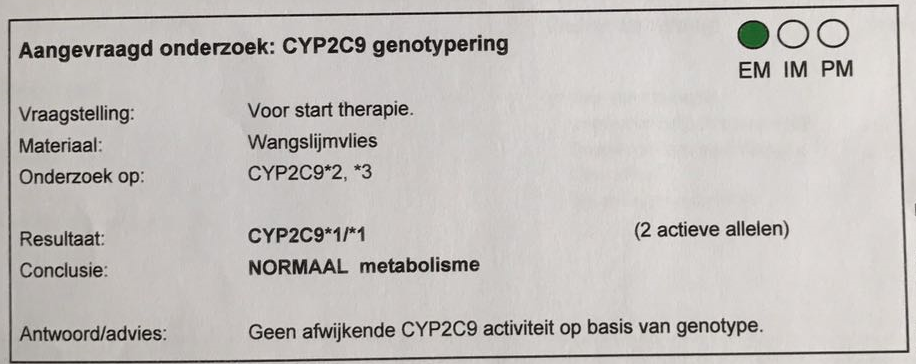 Aangevraagd onderzoek: CYP2C9 genotypering
EM IM PM
Vraagstelling: Voor start therapie.
Materiaal: Wangslijmvlies
Onderzoek op: CYP2C9*2, *3
Resultaat: CYP2C9*1/*1 (2 actieve allelen)
Conclusie: NORMAAL metabolisme
Antwoord/advies: Geen afwijkende CYP2C9 activiteit op basis van genotype.